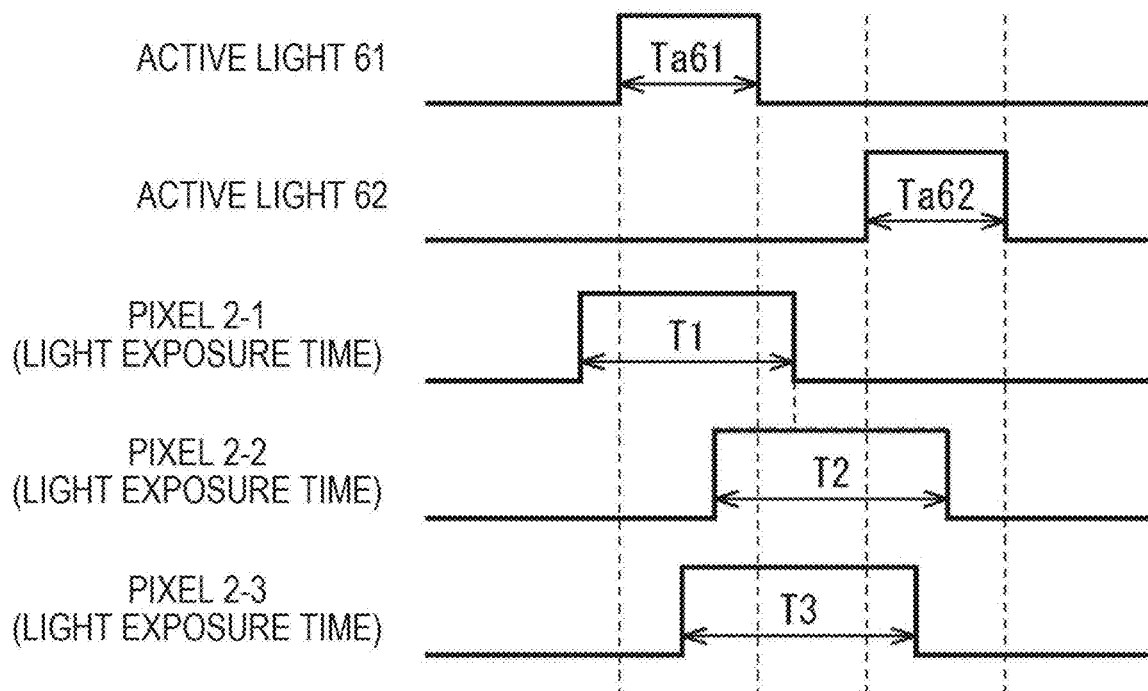 ACTIVE LIGHT 61
Ta61
ACTIVE LIGHT 62
Ta62
PIXEL 2-1
(LIGHT EXPOSURE TIME)
T1
PIXEL 2-2
(LIGHT EXPOSURE TIME)
T2
PIXEL 2-3
(LIGHT EXPOSURE TIME)
T3